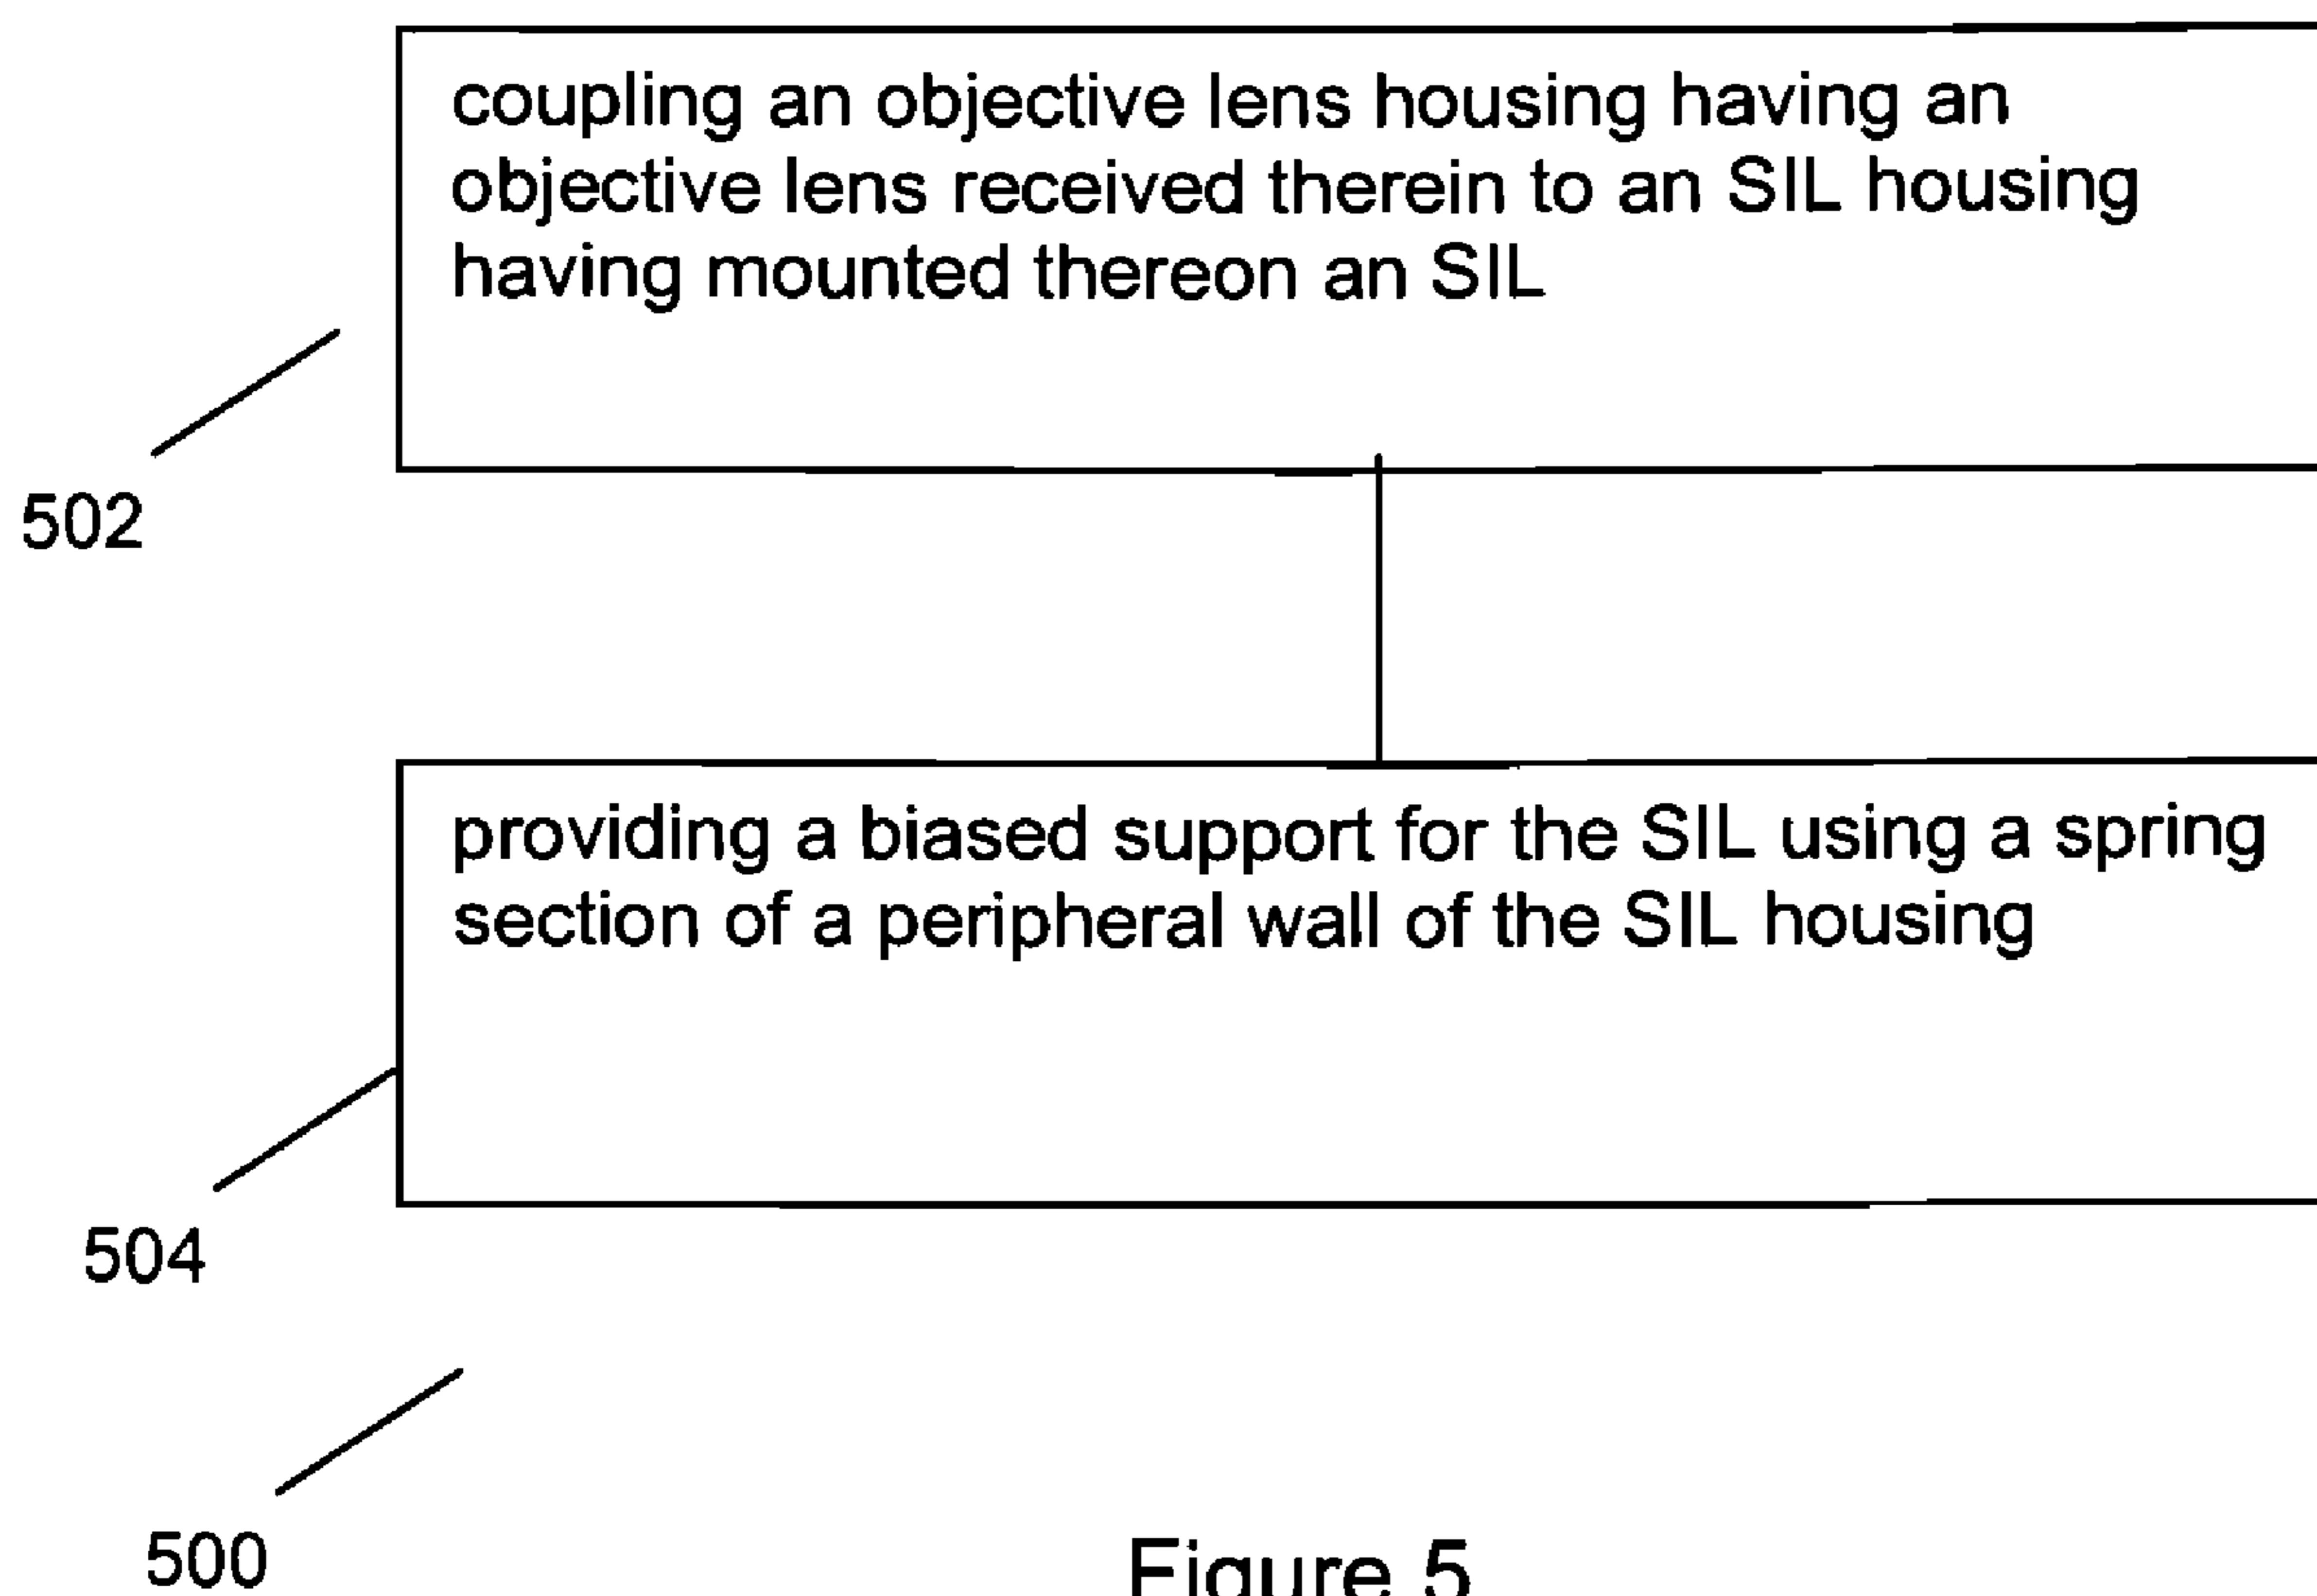 coupling an objective lens housing having an
objective lens received therein to an SIL housing
having mounted thereon an SIL
502
providing a biased support for the SIL using a spring
section of a peripheral wall of the SIL housing
504
500
Figure 5